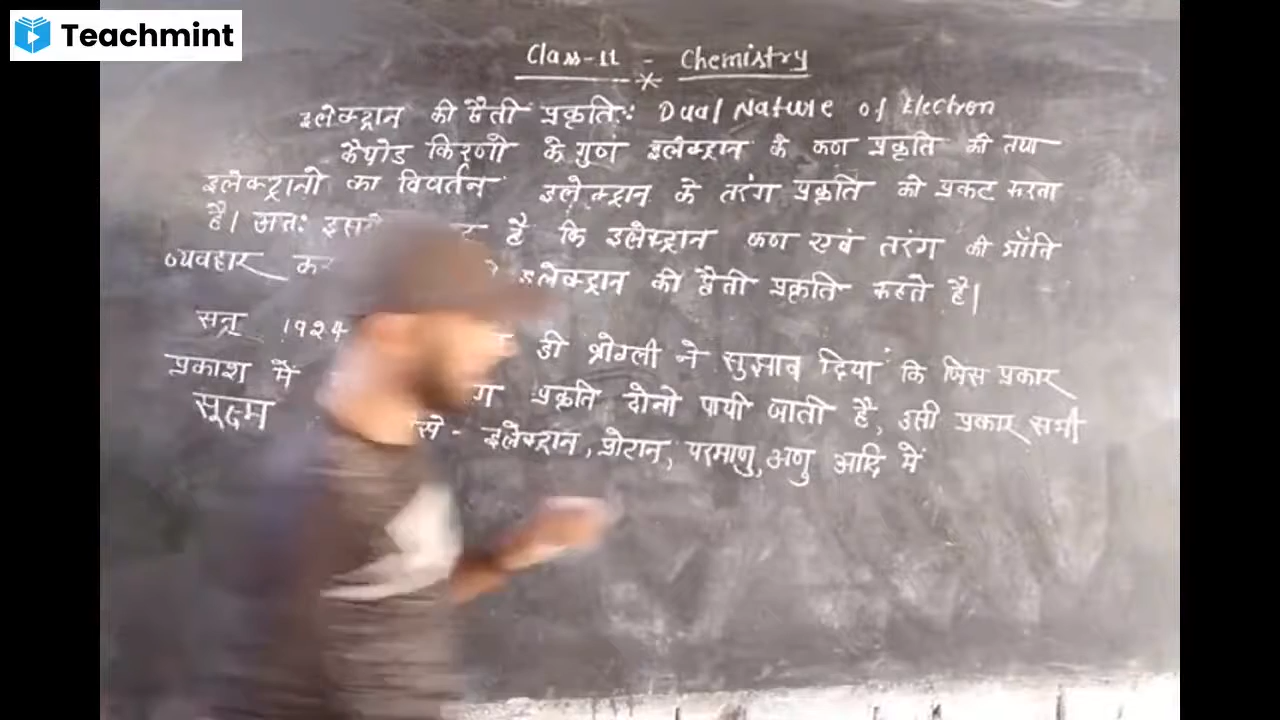 Teachmint
Class-11 - Chemistry
इलेक्ट्रान की द्वैती प्रकृति:: Dual Nature of Electron
कैथोड किरणो के गुण इलेक्ट्रान के कण प्रकृति की तथा
इलेक्ट्रानो का विवर्तन इलेक्ट्रान के तरंग प्रकृति को प्रकट करता
है। अतः है कि इलेक्ट्रान कण एवं तरंग की भाँति
व्यवहार इलेक्ट्रान की द्वैती प्रकृति कहते है।
सन् 1924 डी ब्रोग्ली ने सुझाव दिया कि जिस प्रकार
प्रकाश में प्रकृति दोनो पायी जाती है, उसी प्रकार सभी
सूक्ष्म - इलेक्ट्रान, प्रोटान, परमाणु, अणु आदि में